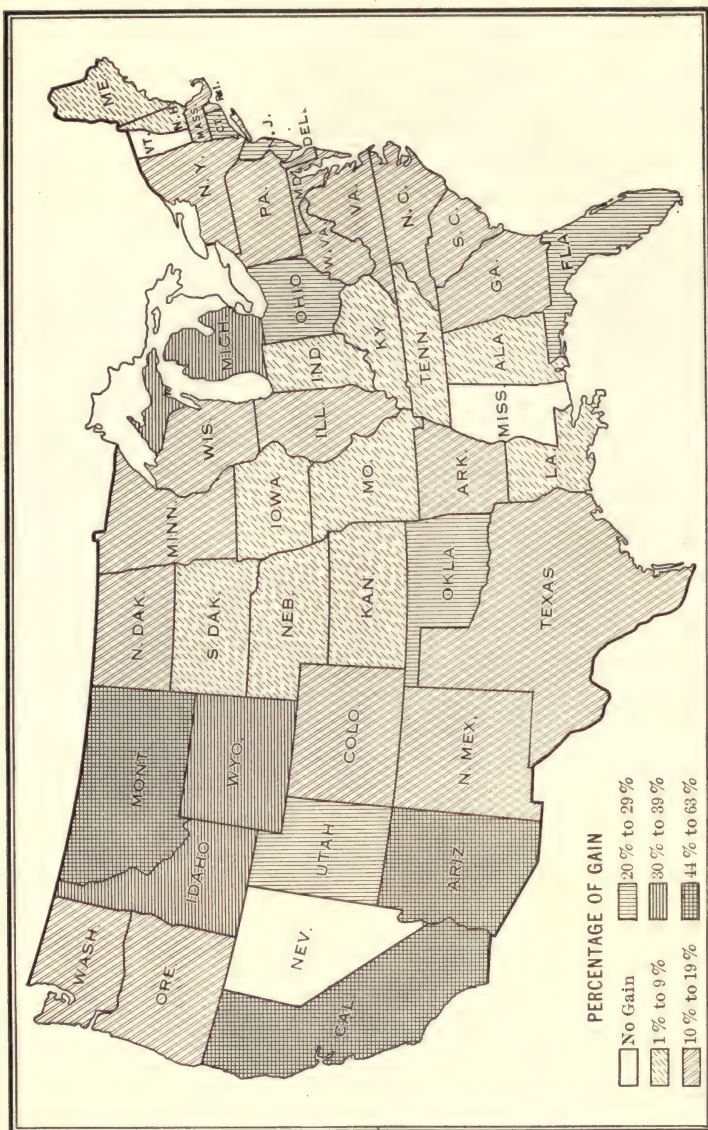 WASH.
ORE.
N CAL
NEV.
IDAHO
MONT.
WYO.
UTAH
ARIZ
COLO.
N. MEX.
N. DAK
S DAK
NEB.
KAN.
OKLA.
TEXAS
MINN.
IOWA.
MO.
ARK.
LA.
WIS.
ILL.
MICH.
IND
OHIO
KY.
TENN.
MISS.
ALA
GA.
FLA
S.C.
N.C.
VA.
W.VA.
MD.
DEL.
PA.
N.J.
N.Y.
CT.
R.I.
MASS.
VT.
N.H.
ME.
PERCENTAGE OF GAIN
No Gain
1 % to 9 %
10 % to 19 %
20 % to 29 %
30 % to 39 %
44 % to 63 %